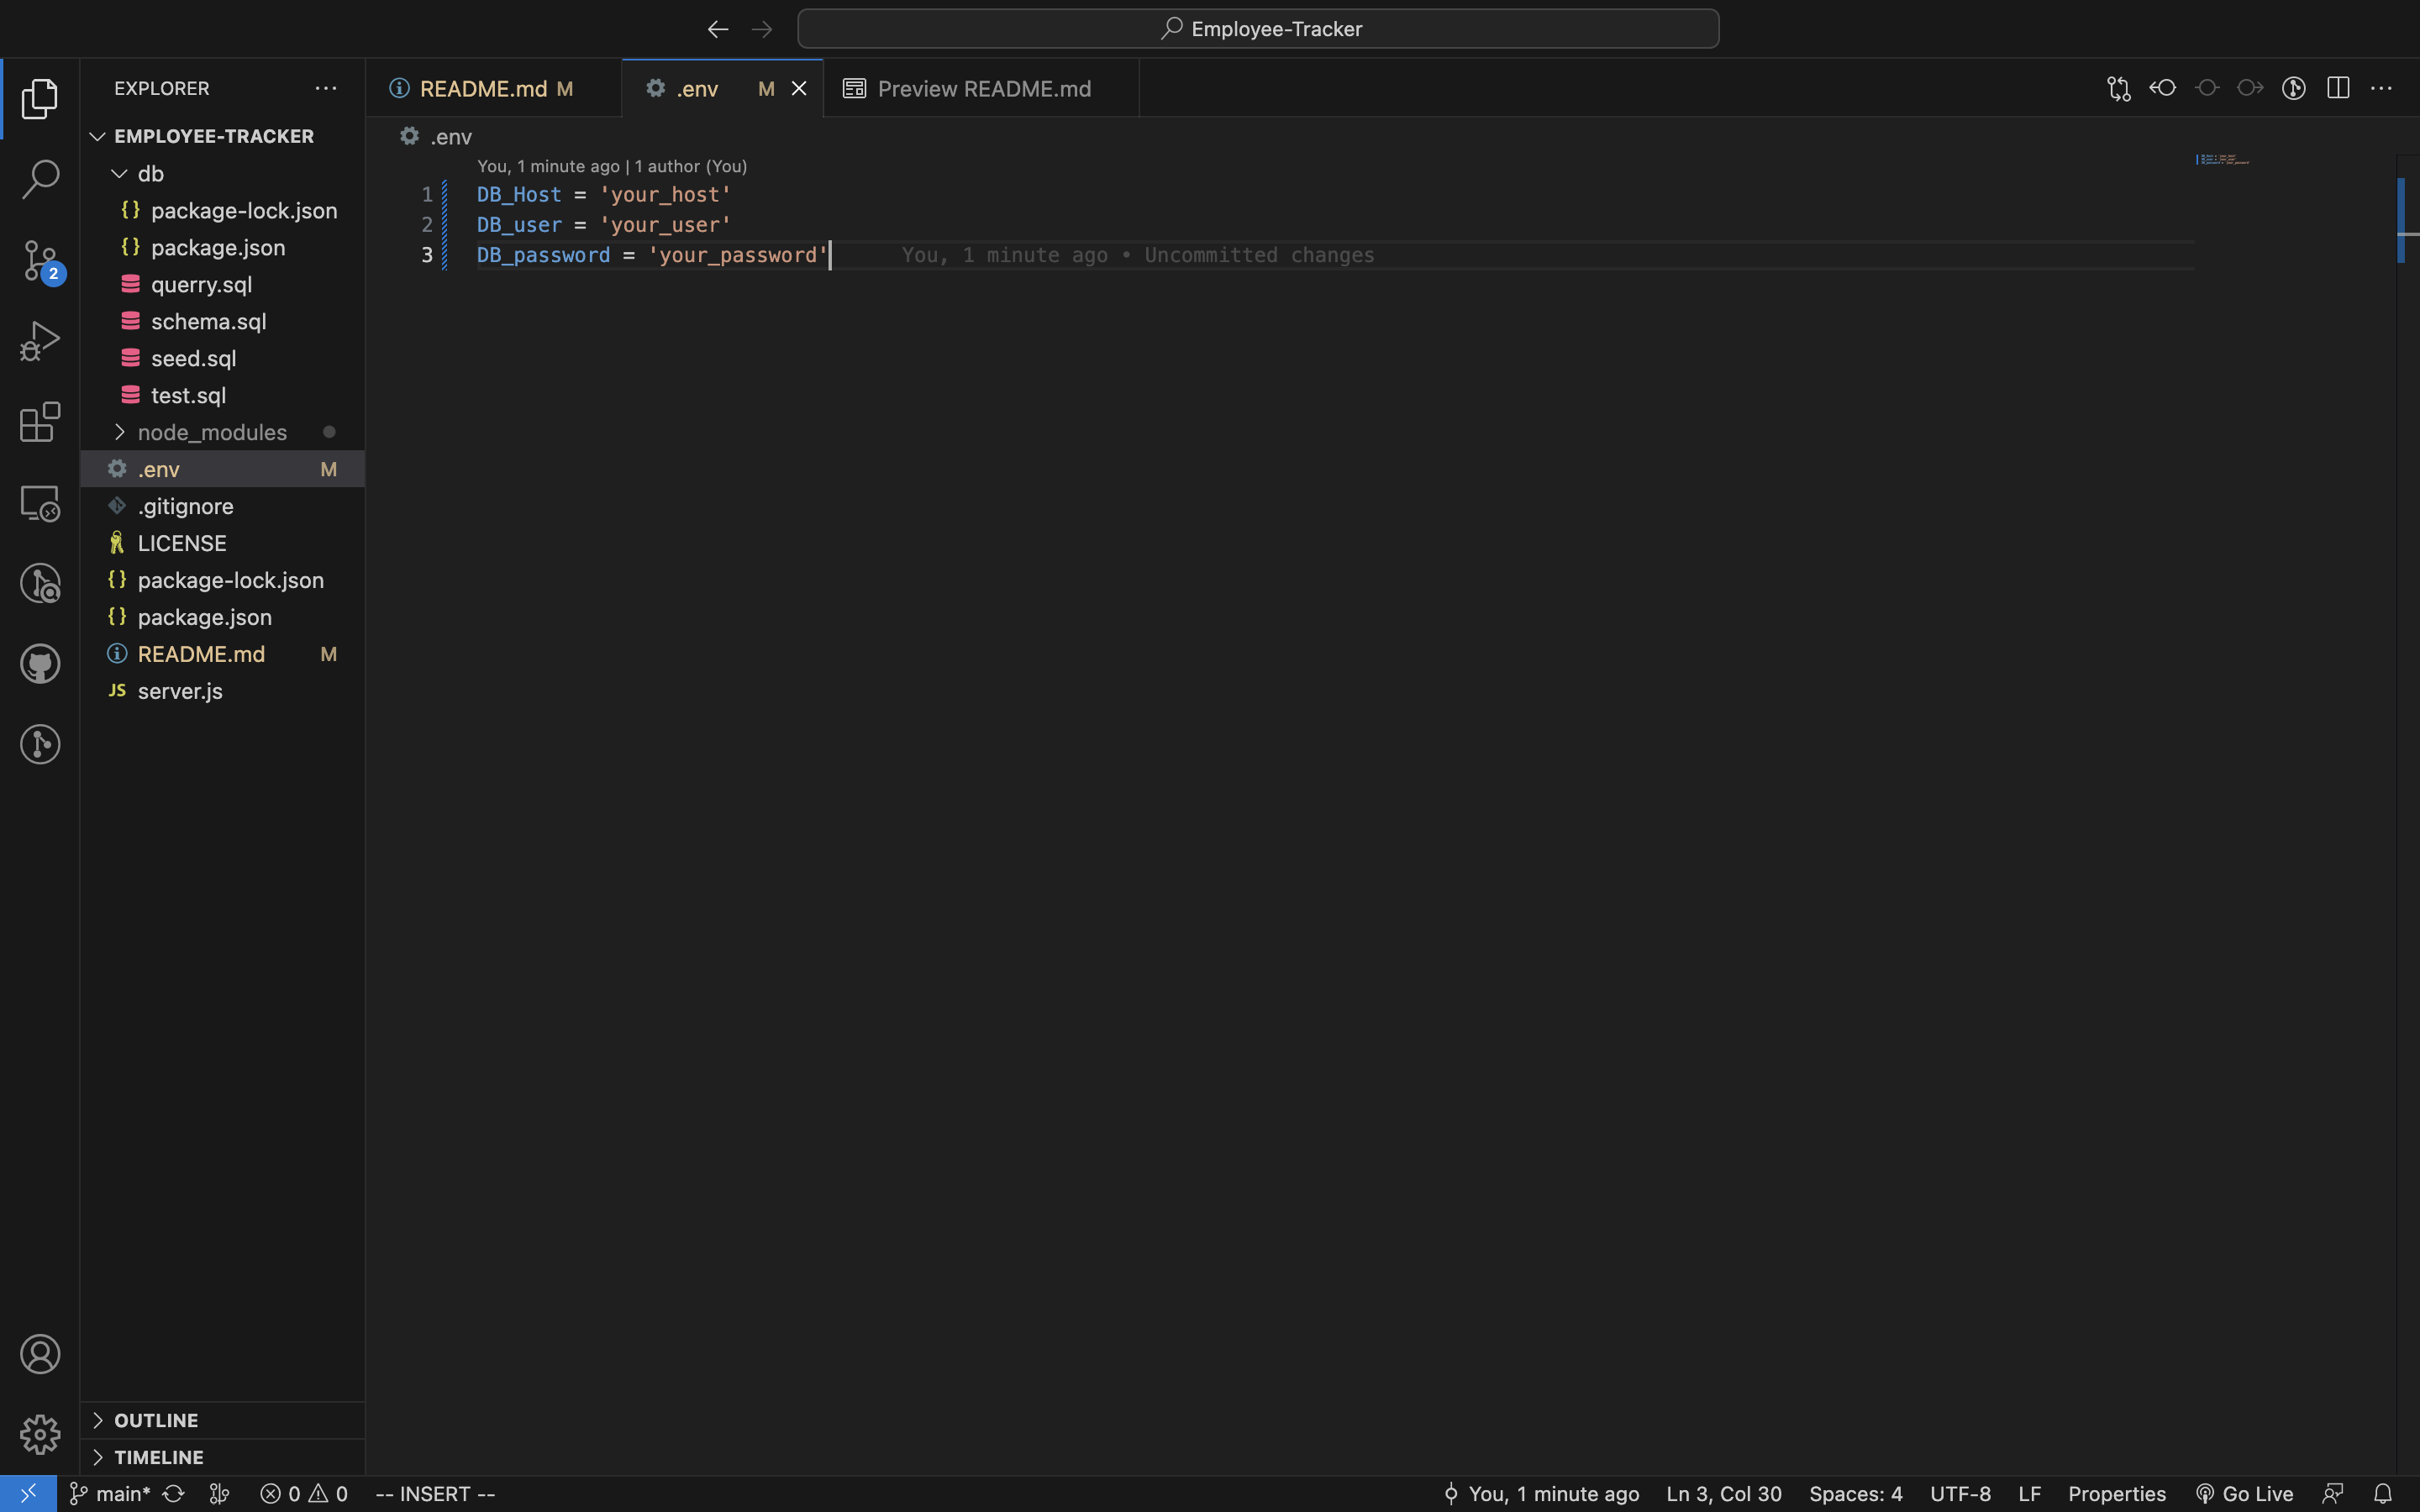 Employee-Tracker
EXPLORER
README.md M
.env M
Preview README.md
EMPLOYEE-TRACKER
db
package-lock.json
package.json
querry.sql
schema.sql
seed.sql
test.sql
node_modules
.env M
.gitignore
LICENSE
package-lock.json
package.json
README.md M
JS server.js
2
.env
You, 1 minute ago | 1 author (You)
1 DB_Host = 'your_host'
2 DB_user = 'your_user'
3 DB_password = 'your_password' You, 1 minute ago • Uncommitted changes
OUTLINE
TIMELINE
main* 0 0 -- INSERT -- You, 1 minute ago Ln 3, Col 30 Spaces: 4 UTF-8 LF Properties Go Live